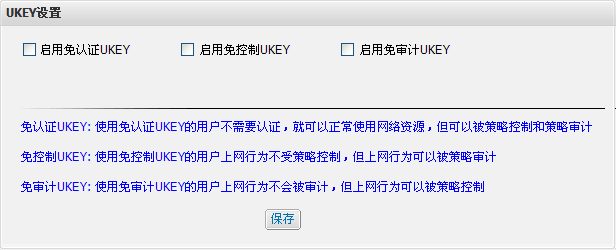 UKEY设置
启用免认证UKEY 启用免控制UKEY 启用免审计UKEY
免认证UKEY: 使用免认证UKEY的用户不需要认证，就可以正常使用网络资源，但可以被策略控制和策略审计
免控制UKEY: 使用免控制UKEY的用户上网行为不受策略控制，但上网行为可以被策略审计
免审计UKEY: 使用免审计UKEY的用户上网行为不会被审计，但上网行为可以被策略控制
保存